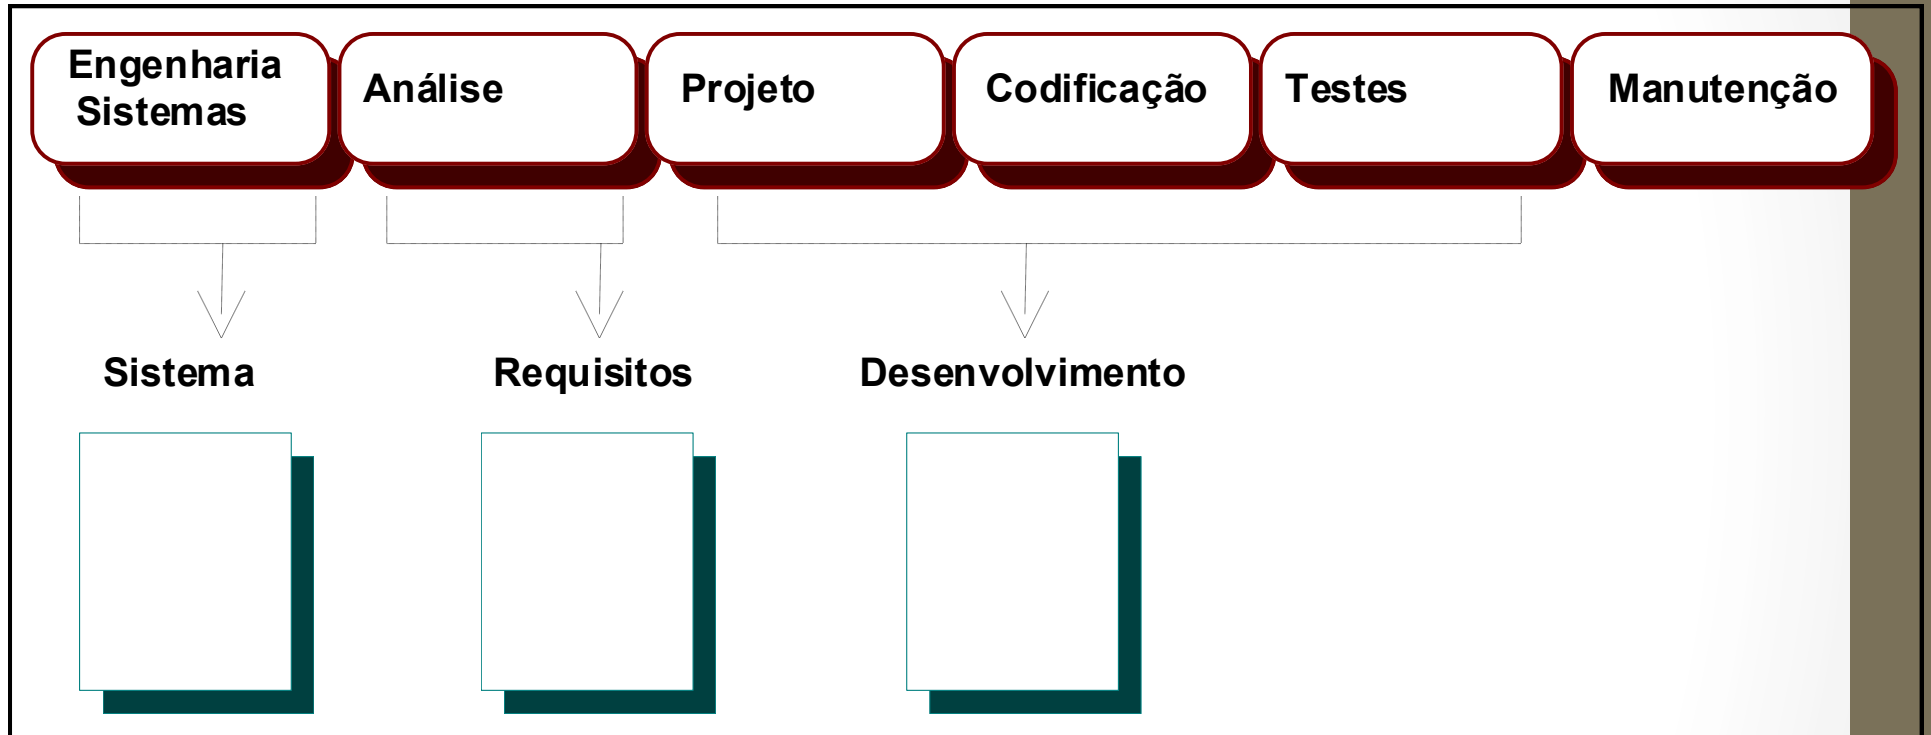 Engenharia
Sistemas
Análise
Projeto
Codificação
Testes
Manutenção
Sistema
Requisitos
Desenvolvimento